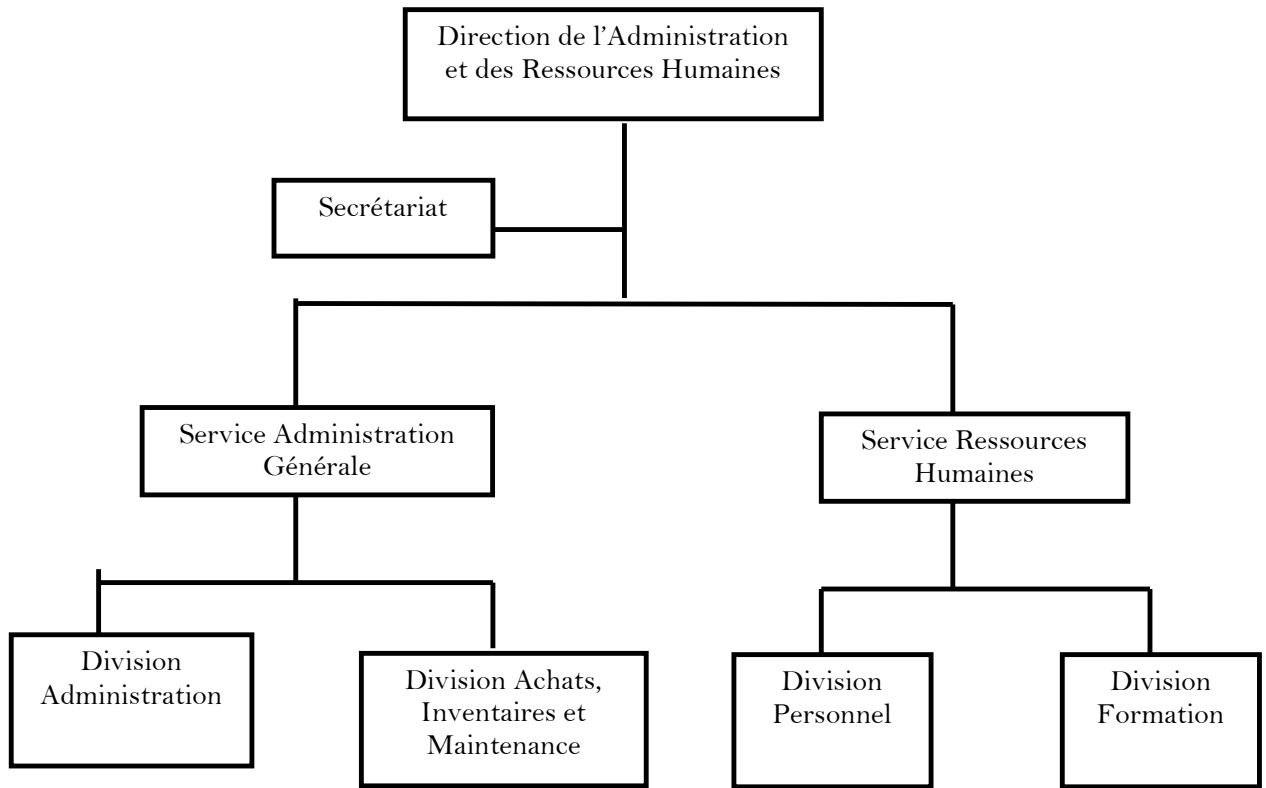 Direction de l’Administration
et des Ressources Humaines
Secrétariat
Service Administration
Générale
Service Ressources
Humaines
Division
Administration
Division Achats,
Inventaires et
Maintenance
Division
Personnel
Division
Formation